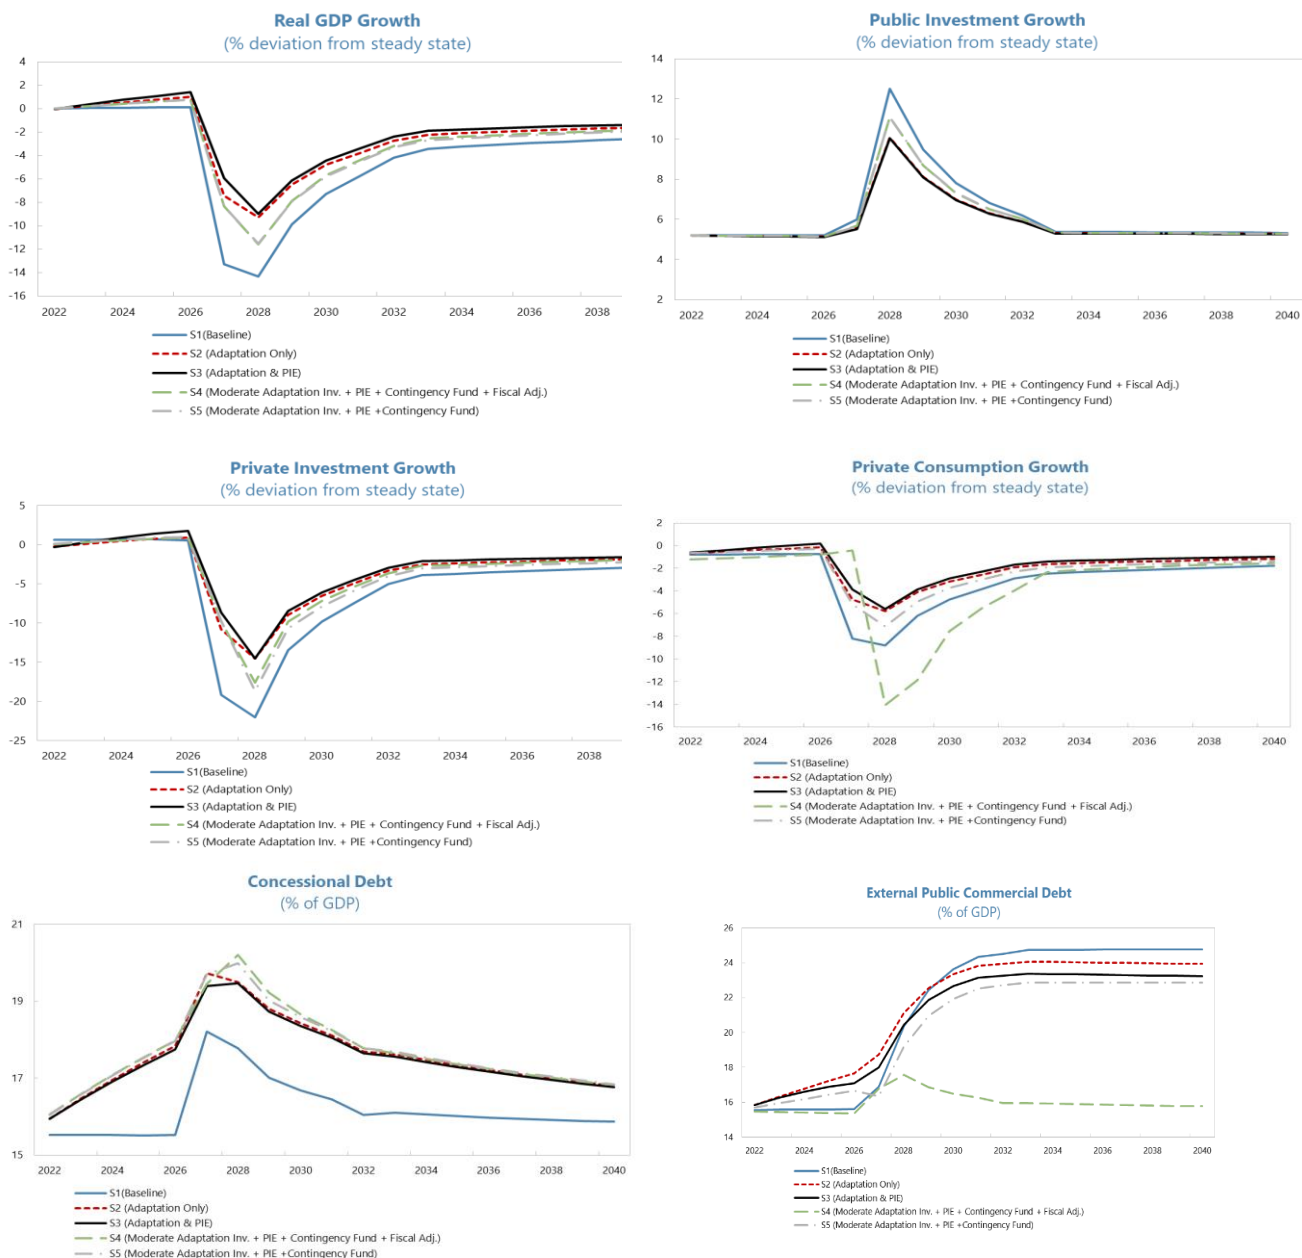 Real GDP Growth
(% deviation from steady state)
4
2
0
-2
-4
-6
-8
-10
-12
-14
-16
2022 2024 2026 2028 2030 2032 2034 2036 2038
S1(Baseline)
S2 (Adaptation Only)
S3 (Adaptation & PIE)
S4 (Moderate Adaptation Inv. + PIE + Contingency Fund + Fiscal Adj.)
S5 (Moderate Adaptation Inv. + PIE +Contingency Fund)
Public Investment Growth
(% deviation from steady state)
14
12
10
8
6
4
2
2022 2024 2026 2028 2030 2032 2034 2036 2038 2040
S1(Baseline)
S2 (Adaptation Only)
S3 (Adaptation & PIE)
S4 (Moderate Adaptation Inv. + PIE + Contingency Fund + Fiscal Adj.)
S5 (Moderate Adaptation Inv. + PIE +Contingency Fund)
Private Investment Growth
(% deviation from steady state)
5
0
-5
-10
-15
-20
-25
2022 2024 2026 2028 2030 2032 2034 2036 2038
S1(Baseline)
S2 (Adaptation Only)
S3 (Adaptation & PIE)
S4 (Moderate Adaptation Inv. + PIE + Contingency Fund + Fiscal Adj.)
S5 (Moderate Adaptation Inv. + PIE +Contingency Fund)
Private Consumption Growth
(% deviation from steady state)
2
0
-2
-4
-6
-8
-10
-12
-14
-16
2022 2024 2026 2028 2030 2032 2034 2036 2038 2040
S1(Baseline)
S2 (Adaptation Only)
S3 (Adaptation & PIE)
S4 (Moderate Adaptation Inv. + PIE + Contingency Fund + Fiscal Adj.)
S5 (Moderate Adaptation Inv. + PIE +Contingency Fund)
Concessional Debt
(% of GDP)
21
19
17
15
2022 2024 2026 2028 2030 2032 2034 2036 2038 2040
S1(Baseline)
S2 (Adaptation Only)
S3 (Adaptation & PIE)
S4 (Moderate Adaptation Inv. + PIE + Contingency Fund + Fiscal Adj.)
S5 (Moderate Adaptation Inv. + PIE +Contingency Fund)
External Public Commercial Debt
(% of GDP)
26
24
22
20
18
16
14
2022 2024 2026 2028 2030 2032 2034 2036 2038 2040
S1(Baseline)
S2 (Adaptation Only)
S3 (Adaptation & PIE)
S4 (Moderate Adaptation Inv. + PIE + Contingency Fund + Fiscal Adj.)
S5 (Moderate Adaptation Inv. + PIE +Contingency Fund)